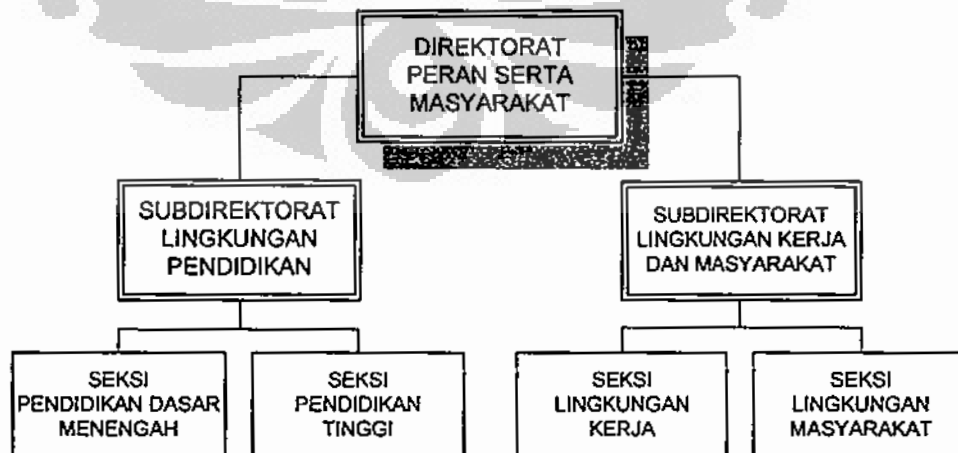 DIREKTORAT
PERAN SERTA
MASYARAKAT
SUBDIREKTORAT
LINGKUNGAN
PENDIDIKAN
SUBDIREKTORAT
LINGKUNGAN KERJA
DAN MASYARAKAT
SEKSI
PENDIDIKAN DASAR
MENENGAH
SEKSI
PENDIDIKAN
TINGGI
SEKSI
LINGKUNGAN
KERJA
SEKSI
LINGKUNGAN
MASYARAKAT